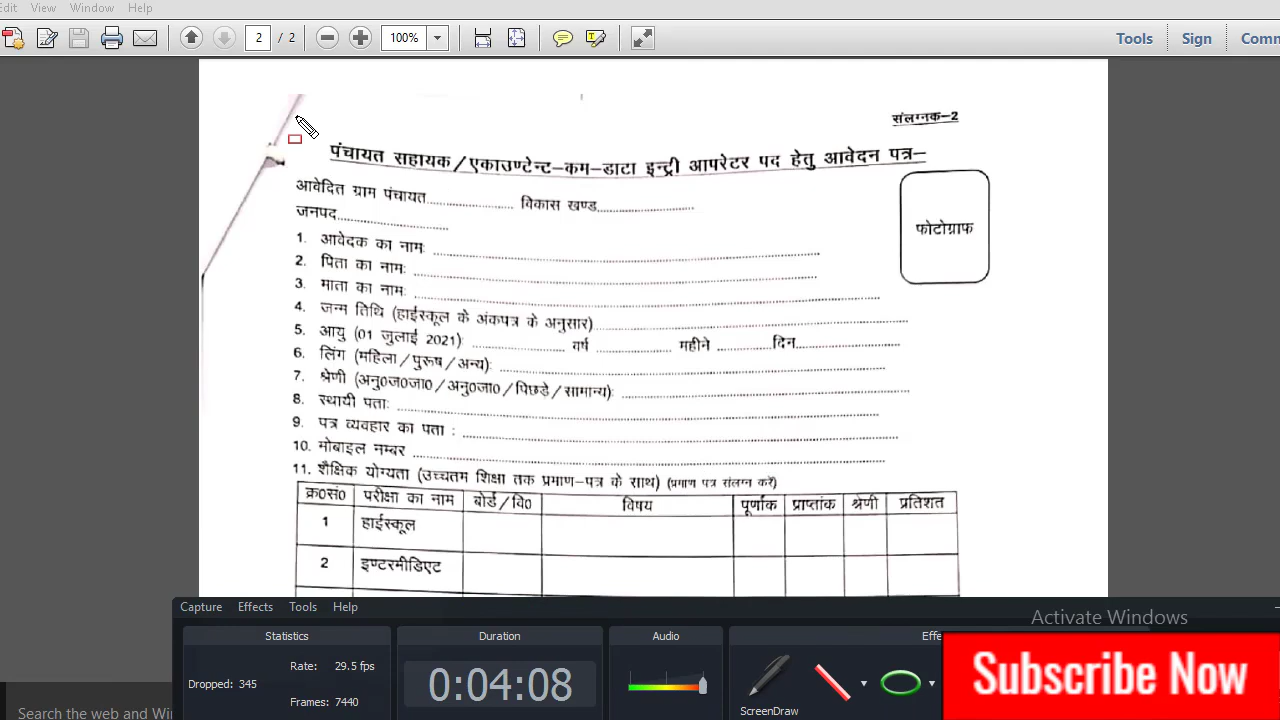 Edit View Window Help
2 / 2 100% Tools Sign Comm
संलग्नक-2
पंचायत सहायक/एकाउण्टेन्ट-कम-डाटा इन्ट्री आपरेटर पद हेतु आवेदन पत्र-
आवेदित ग्राम पंचायत.................... विकास खण्ड........................
जनपद............................
फोटोग्राफ
1. आवेदक का नाम: ................................
2. पिता का नाम: ................................
3. माता का नाम: ................................
4. जन्म तिथि (हाईस्कूल के अंकपत्र के अनुसार)................................
5. आयु (01 जुलाई 2021): ........................ वर्ष .................... महीने ..............दिन..........................
6. लिंग (महिला/पुरूष/अन्य): ................................
7. श्रेणी (अनु0ज0जा0/अनु0जा0/पिछड़े/सामान्य): ................................
8. स्थायी पता: ................................
9. पत्र व्यवहार का पता : ................................
10. मोबाइल नम्बर ................................
11. शैक्षिक योग्यता (उच्चतम शिक्षा तक प्रमाण-पत्र के साथ) (प्रमाण पत्र संलग्न करें)
क्र0सं0 परीक्षा का नाम बोर्ड/वि0 विषय पूर्णांक प्राप्तांक श्रेणी प्रतिशत
1 हाईस्कूल
2 इण्टरमीडिएट
Capture Effects Tools Help
Activate Windows
Statistics Duration Audio Effe
Rate: 29.5 fps
Dropped: 345
Frames: 7440
0:04:08
ScreenDraw
Subscribe Now
Search the web and Win